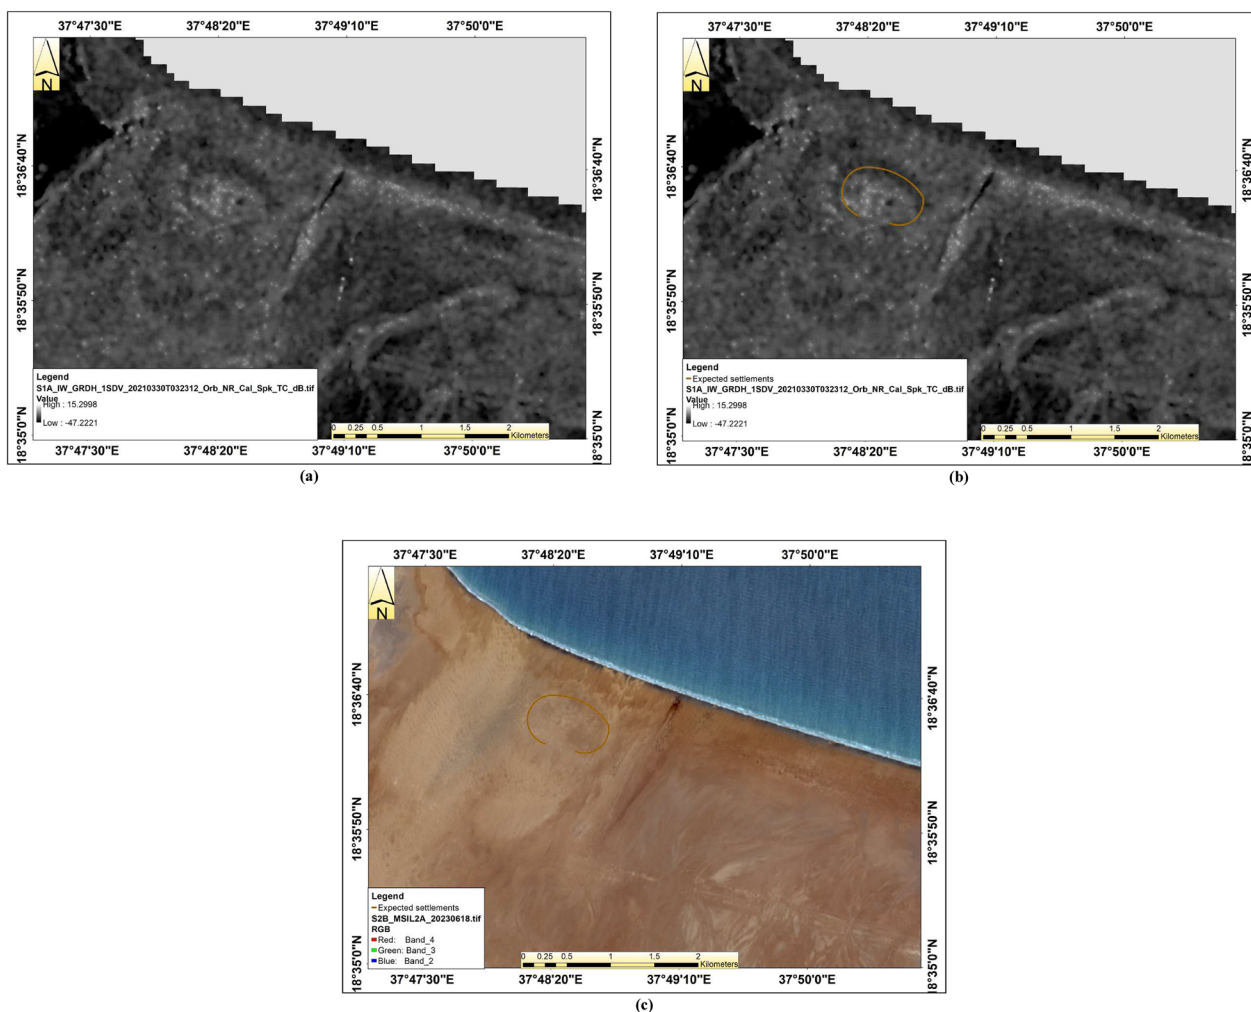 37°47'30"E 37°48'20"E 37°49'10"E 37°50'0"E
N
18°36'40"N 18°36'40"N
18°35'50"N 18°35'50"N
18°35'0"N 18°35'0"N
Legend
S1A_IW_GRDH_1SDV_20210330T032312_Orb_NR_Cal_Spk_TC_dB.tif
Value
High : 15.2998
Low : -47.2221
0 0.25 0.5 1 1.5 2
Kilometers
37°47'30"E 37°48'20"E 37°49'10"E 37°50'0"E
(a)
37°47'30"E 37°48'20"E 37°49'10"E 37°50'0"E
N
18°36'40"N 18°36'40"N
18°35'50"N 18°35'50"N
18°35'0"N 18°35'0"N
Legend
Expected settlements
S1A_IW_GRDH_1SDV_20210330T032312_Orb_NR_Cal_Spk_TC_dB.tif
Value
High : 15.2998
Low : -47.2221
0 0.25 0.5 1 1.5 2
Kilometers
37°47'30"E 37°48'20"E 37°49'10"E 37°50'0"E
(b)
37°47'30"E 37°48'20"E 37°49'10"E 37°50'0"E
N
18°36'40"N 18°36'40"N
18°35'50"N 18°35'50"N
18°35'0"N 18°35'0"N
Legend
Expected settlements
S2B_MSIL2A_20230618.tif
RGB
Red: Band_4
Green: Band_3
Blue: Band_2
0 0.25 0.5 1 1.5 2
Kilometers
37°47'30"E 37°48'20"E 37°49'10"E 37°50'0"E
(c)